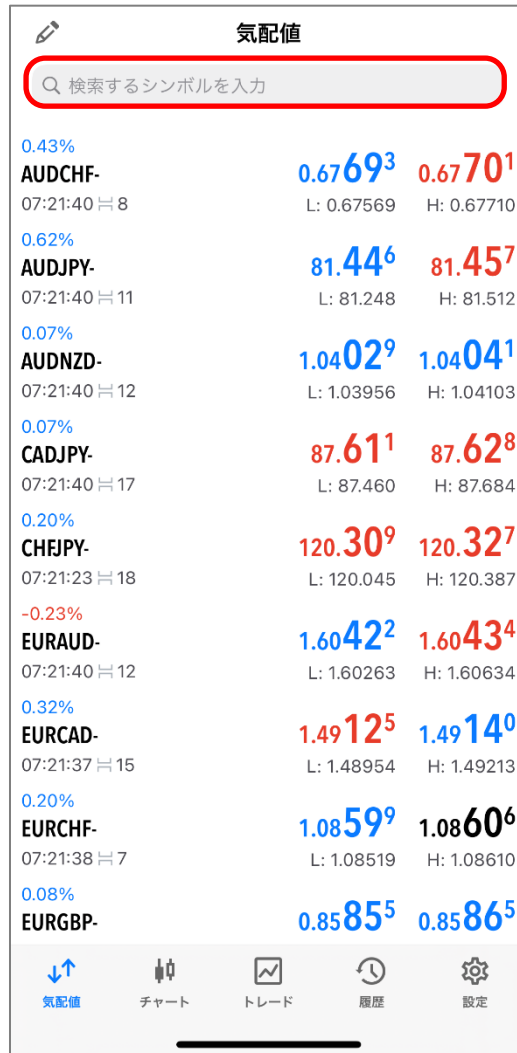 気配値
検索するシンボルを入力
0.43%
AUDCHF-
0.67693 0.67701
07:21:40 8 L: 0.67569 H: 0.67710
0.62%
AUDJPY-
81.446 81.457
07:21:40 11 L: 81.248 H: 81.512
0.07%
AUDNZD-
1.04029 1.04041
07:21:40 12 L: 1.03956 H: 1.04103
0.07%
CADJPY-
87.611 87.628
07:21:40 17 L: 87.460 H: 87.684
0.20%
CHFJPY-
120.309 120.327
07:21:23 18 L: 120.045 H: 120.387
-0.23%
EURAUD-
1.60422 1.60434
07:21:40 12 L: 1.60263 H: 1.60634
0.32%
EURCAD-
1.49125 1.49140
07:21:37 15 L: 1.48954 H: 1.49213
0.20%
EURCHF-
1.08599 1.08606
07:21:38 7 L: 1.08519 H: 1.08610
0.08%
EURGBP-
0.85855 0.85865
気配値 チャート トレード 履歴 設定